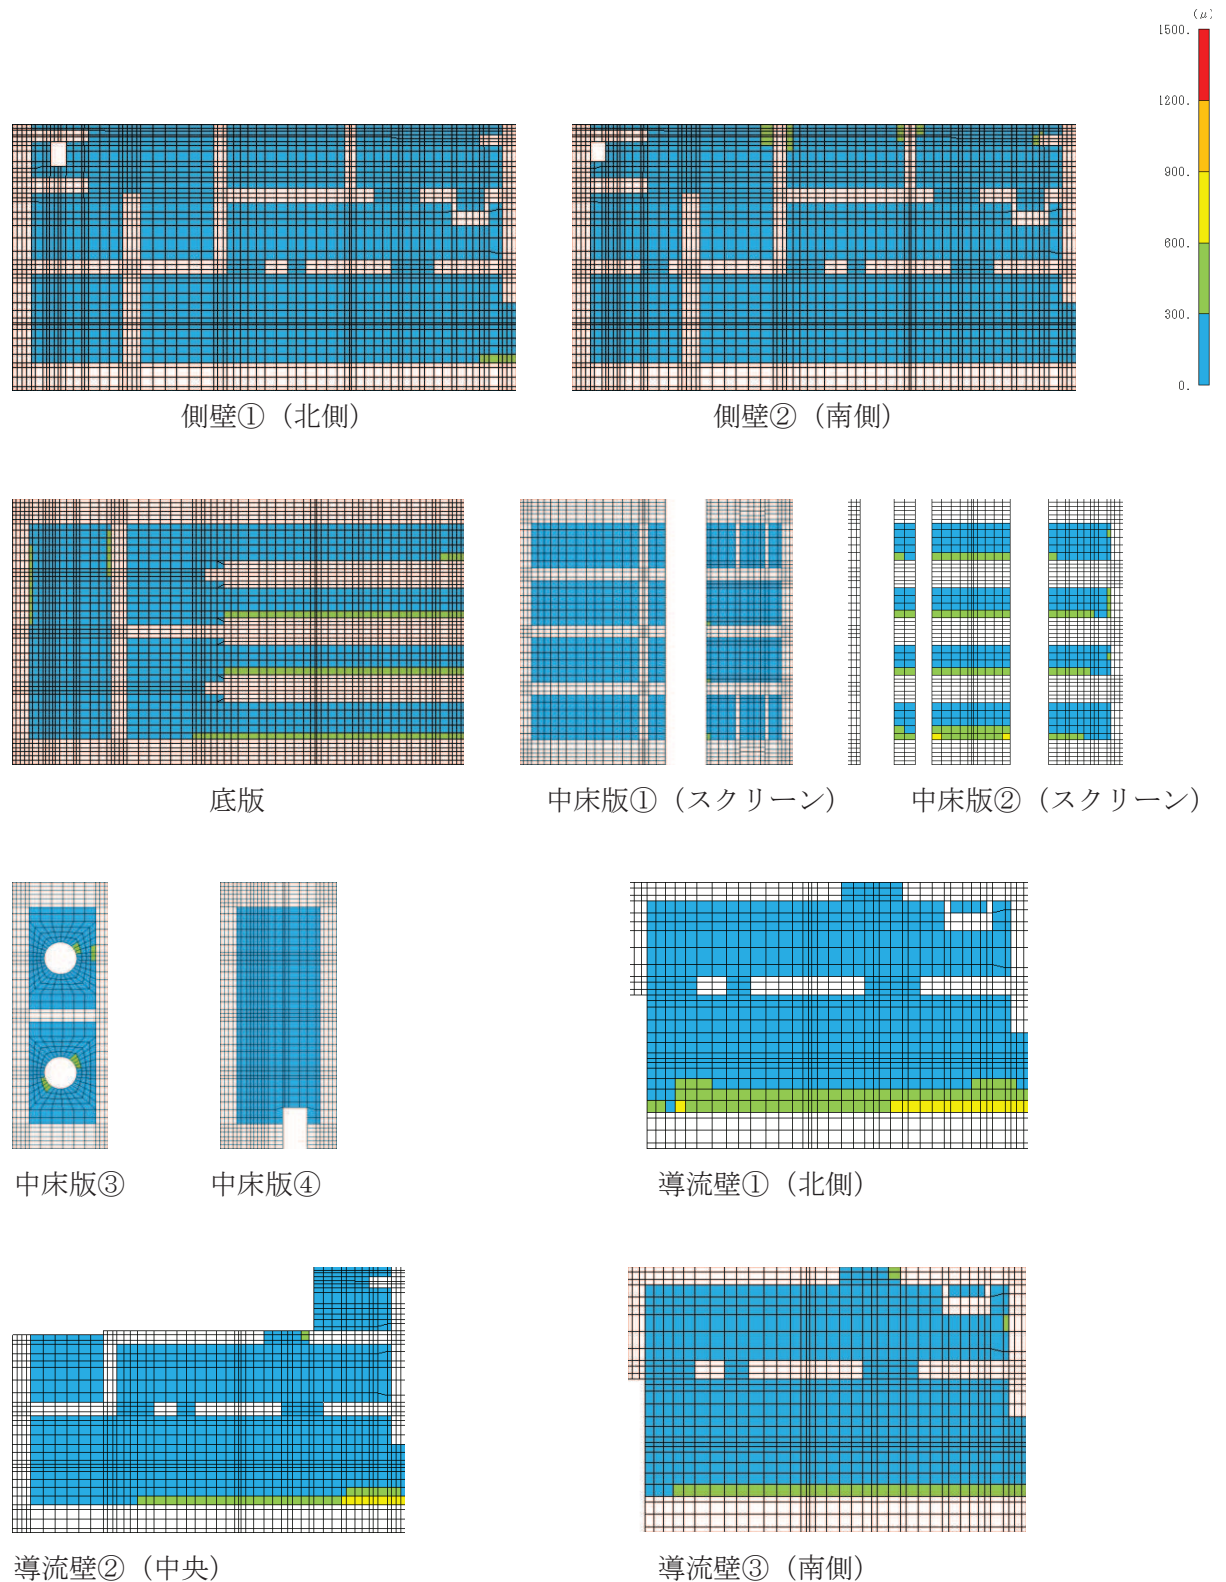 (μ)
1500.
1200.
900.
600.
300.
0.
側壁①（北側）
側壁②（南側）
底版
中床版①（スクリーン）
中床版②（スクリーン）
中床版③
中床版④
導流壁①（北側）
導流壁②（中央）
導流壁③（南側）